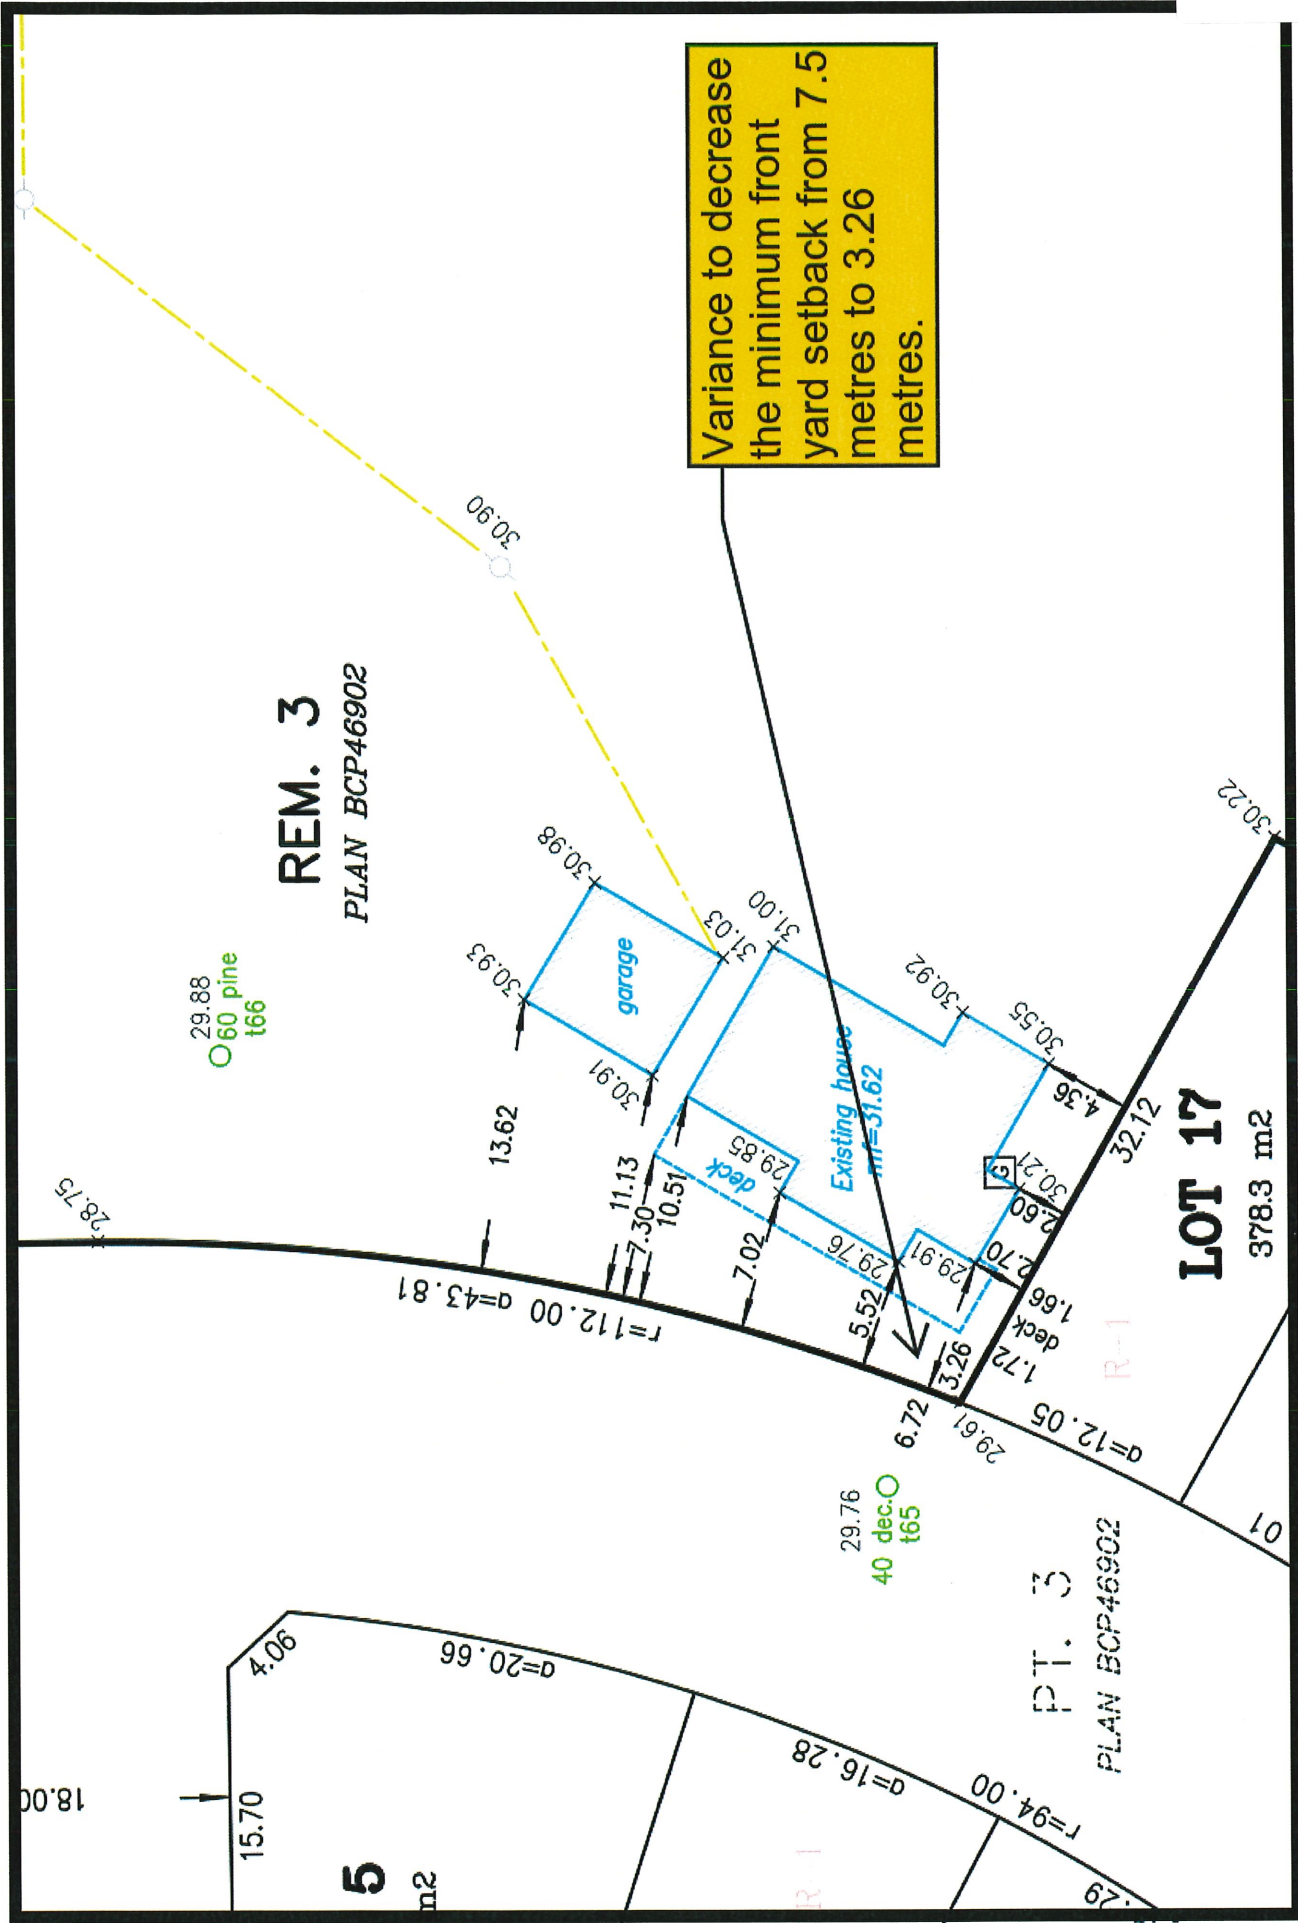 Variance to decrease
the minimum front
yard setback from 7.5
metres to 3.26
metres.
REM. 3
PLAN BCP46902
30.90
30.22
29.88
60 pine
t66
30.98
30.93
garage
31.03
31.00
30.91
30.92
30.55
28.75
13.62
11.13
7.30
10.51
29.85
deck
Existing house
mf=31.62
7.02
29.76
29.91
5.52
3.26
6.72
G
30.21
4.36
2.60
2.70
32.12
1.66
deck
1.72
LOT 17
378.3 m2
R-1
r=112.00 a=43.81
29.61
a=12.05
01
29.76
40 dec.
t65
PT. 3
PLAN BCP46902
4.06
a=20.66
a=16.28
r=94.00
18.00
15.70
5
m2
R-1
.29